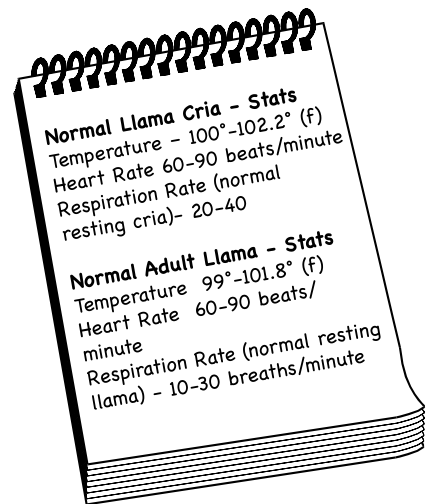 Normal Llama Cria - Stats
Temperature - 100°-102.2° (f)
Heart Rate 60-90 beats/minute
Respiration Rate (normal
resting cria)- 20-40
Normal Adult Llama - Stats
Temperature 99°-101.8° (f)
Heart Rate 60-90 beats/
minute
Respiration Rate (normal resting
llama) - 10-30 breaths/minute